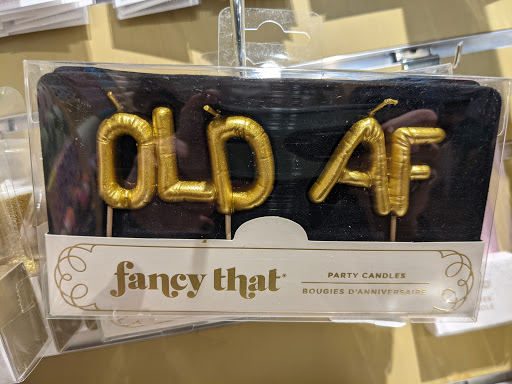 OLD AF
fancy that®
PARTY CANDLES
BOUGIES D'ANNIVERSAIRE